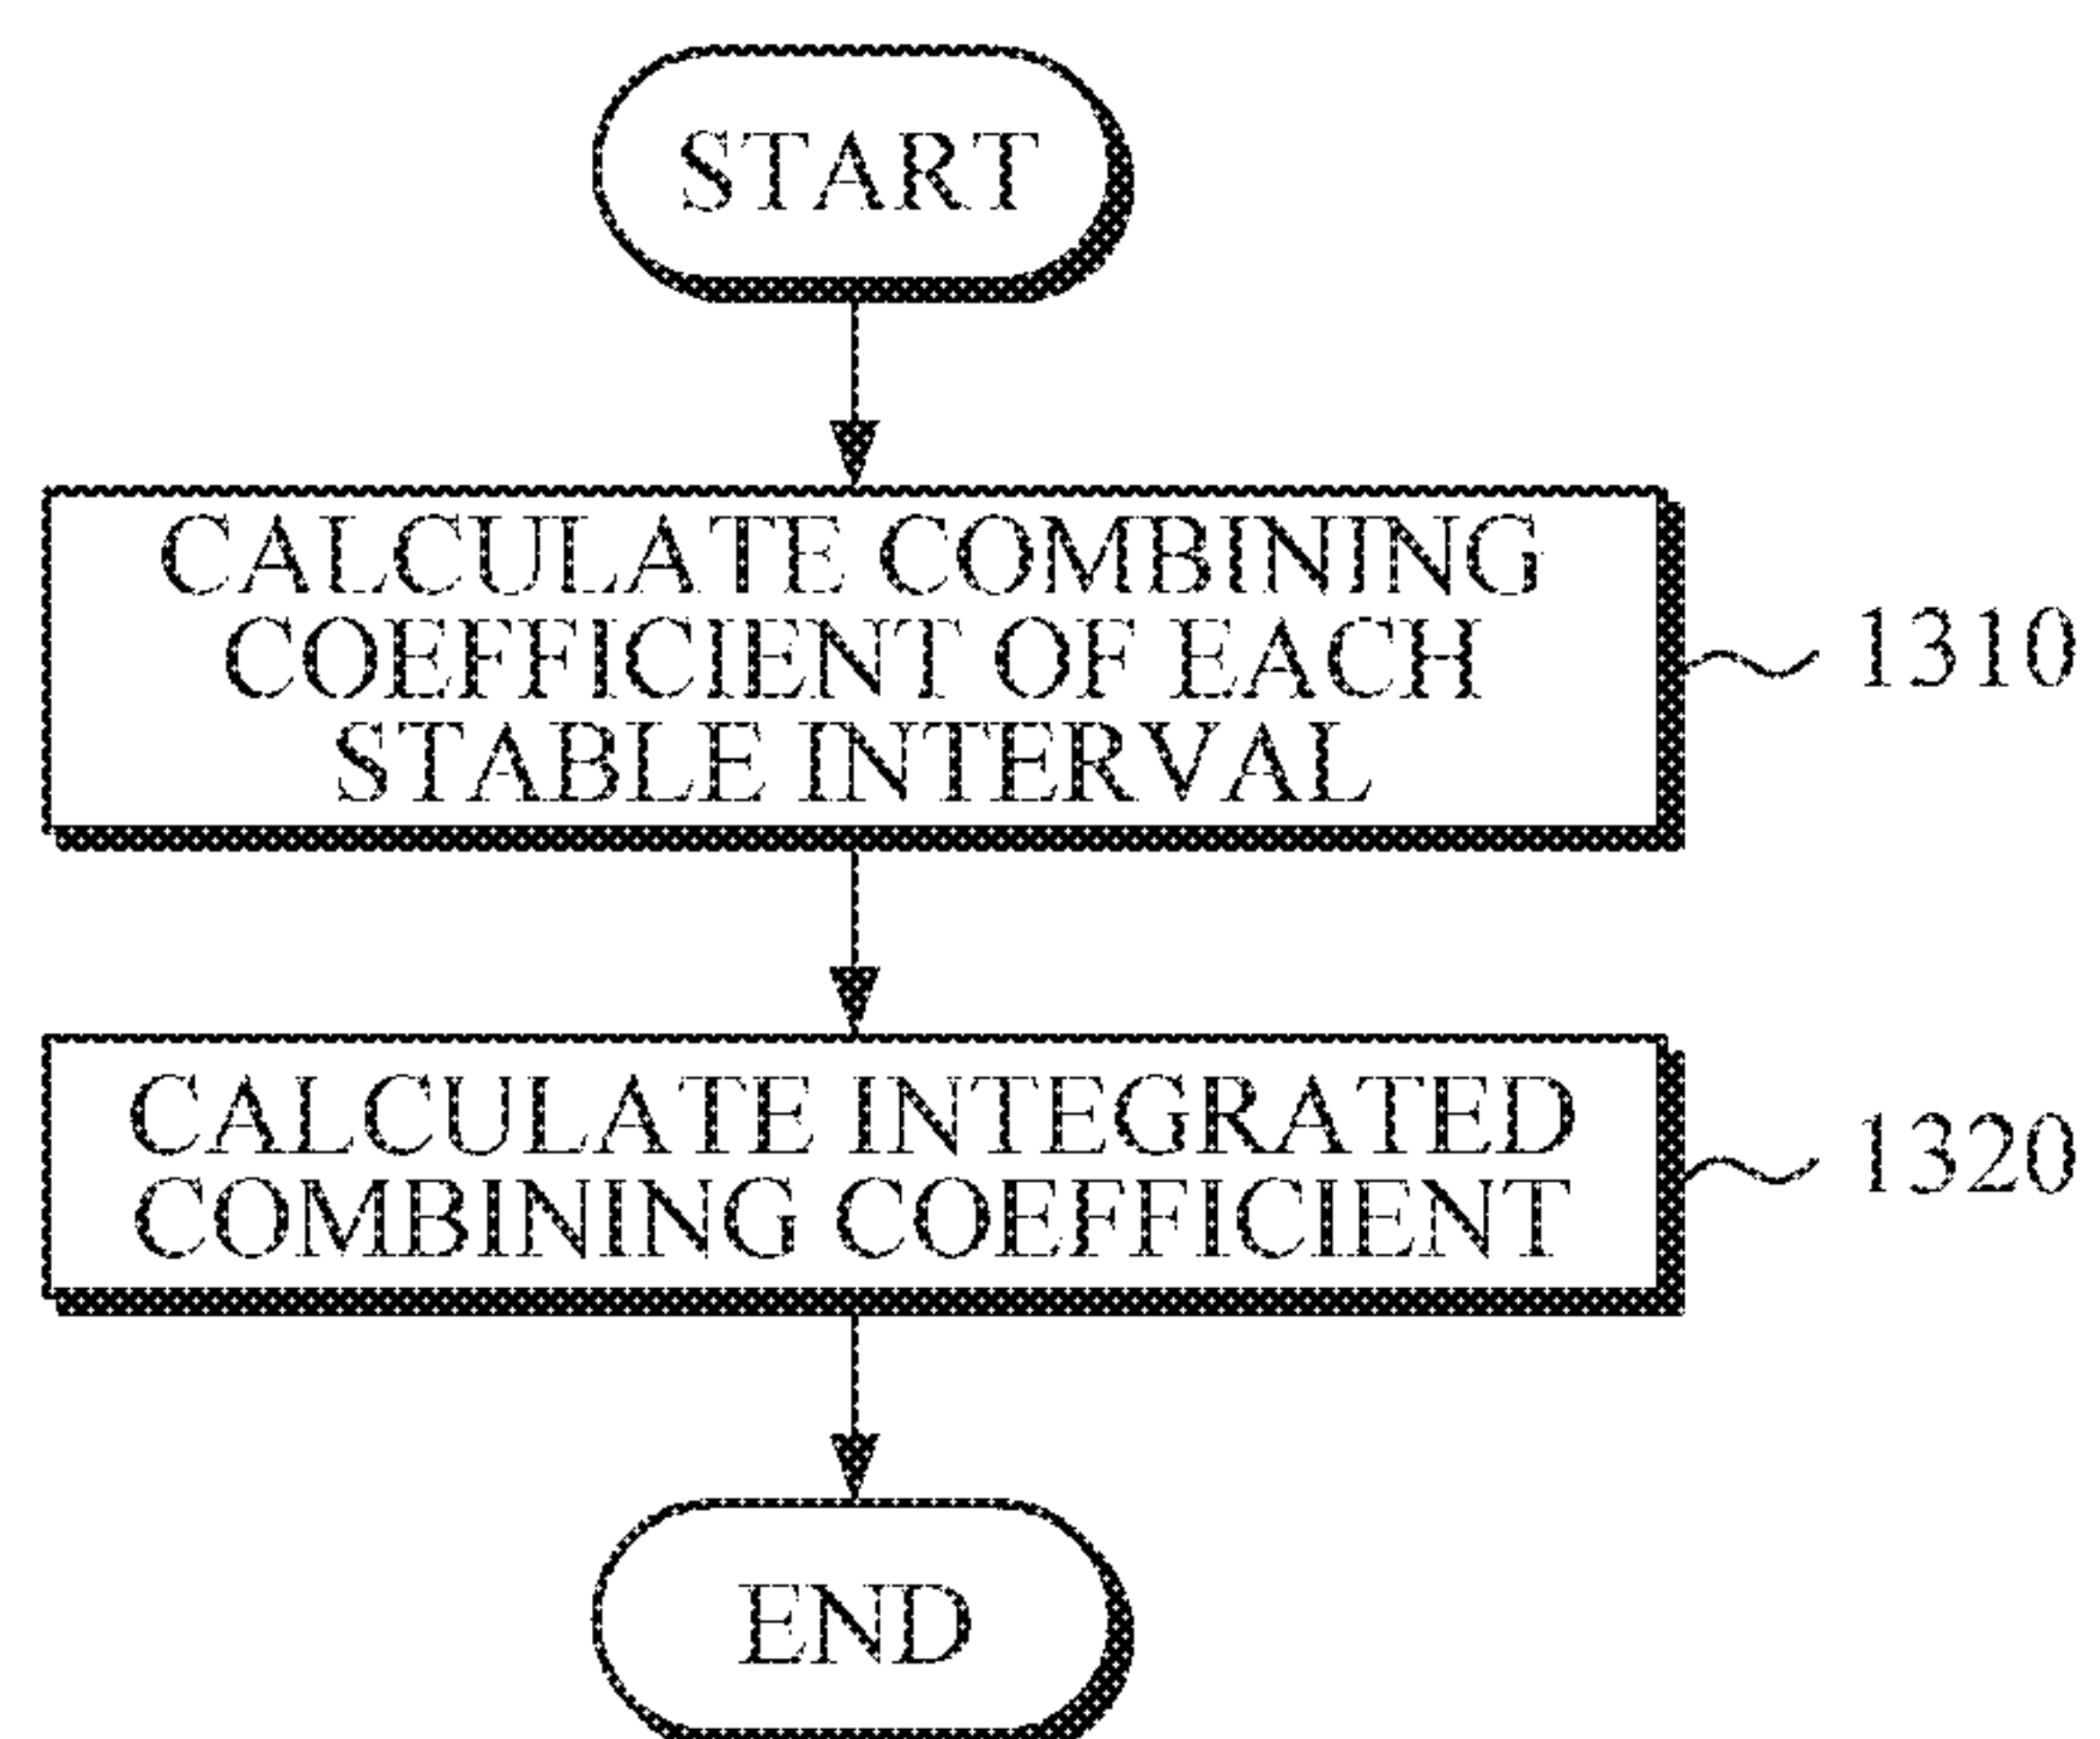 START
CALCULATE COMBINING
COEFFICIENT OF EACH
STABLE INTERVAL
1310
CALCULATE INTEGRATED
COMBINING COEFFICIENT
1320
END